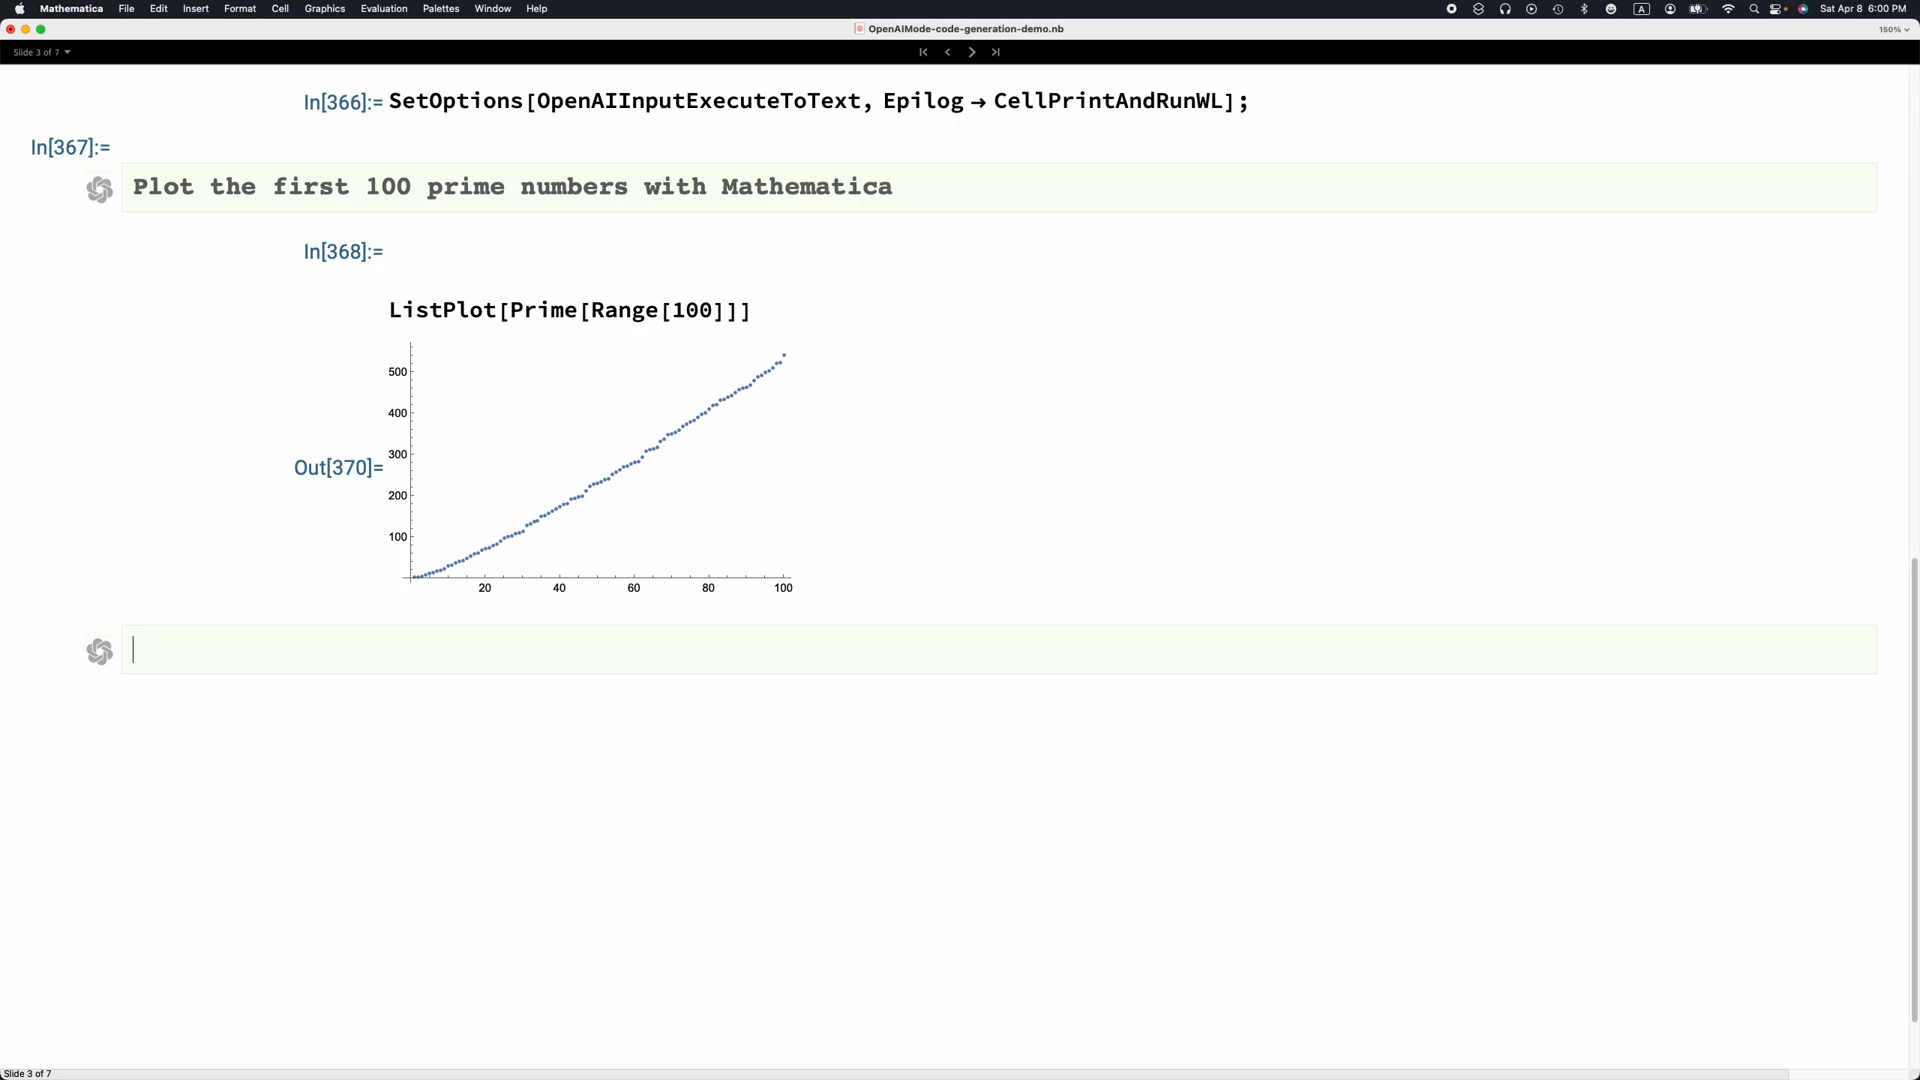 Mathematica File Edit Insert Format Cell Graphics Evaluation Palettes Window Help A Sat Apr 8 6:00 PM
OpenAIMode-code-generation-demo.nb 150%
Slide 3 of 7
In[366]:= SetOptions[OpenAIInputExecuteToText, Epilog → CellPrintAndRunWL];
In[367]:=
Plot the first 100 prime numbers with Mathematica
In[368]:=
ListPlot[Prime[Range[100]]]
500
400
300
Out[370]=
200
100
20 40 60 80 100
Slide 3 of 7